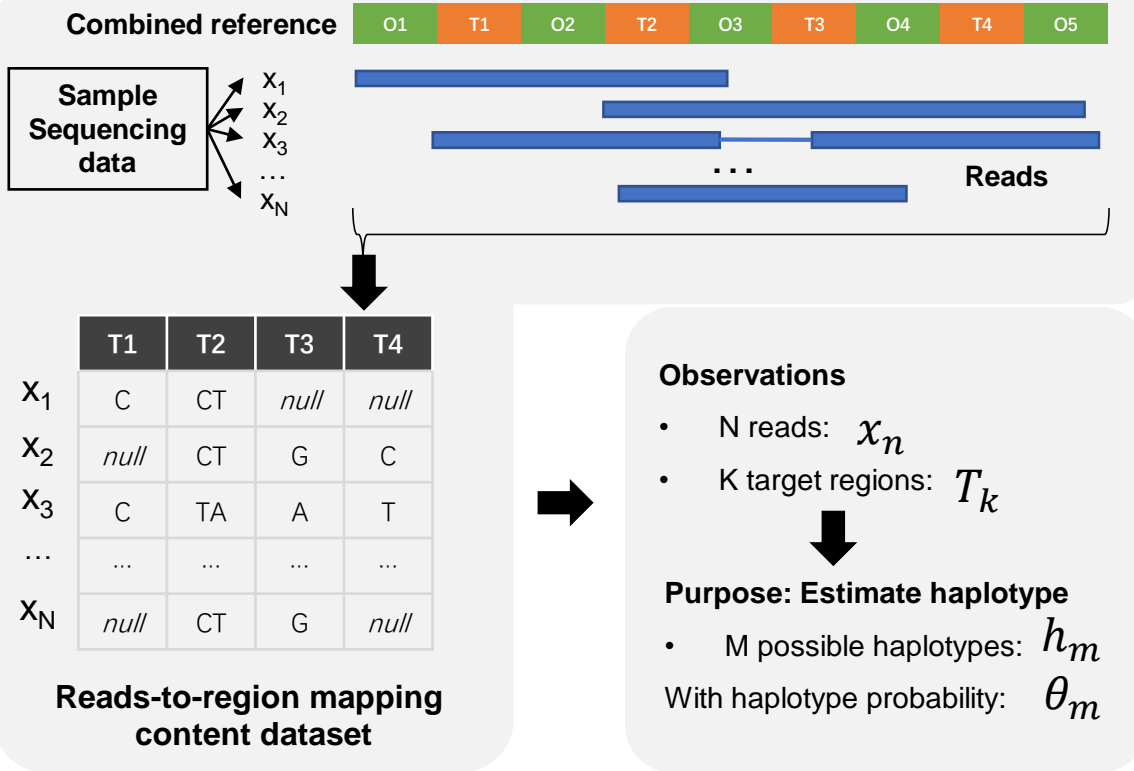 Combined reference O1 T1 O2 T2 O3 T3 O4 T4 O5
Sample
Sequencing
data
x1
x2
x3
...
xN
...
Reads
T1 T2 T3 T4
x1 C CT null null
x2 null CT G C
x3 C TA A T
... ... ... ... ...
xN null CT G null
Reads-to-region mapping
content dataset
Observations
• N reads: xn
• K target regions: Tk
Purpose: Estimate haplotype
• M possible haplotypes: hm
With haplotype probability: θm